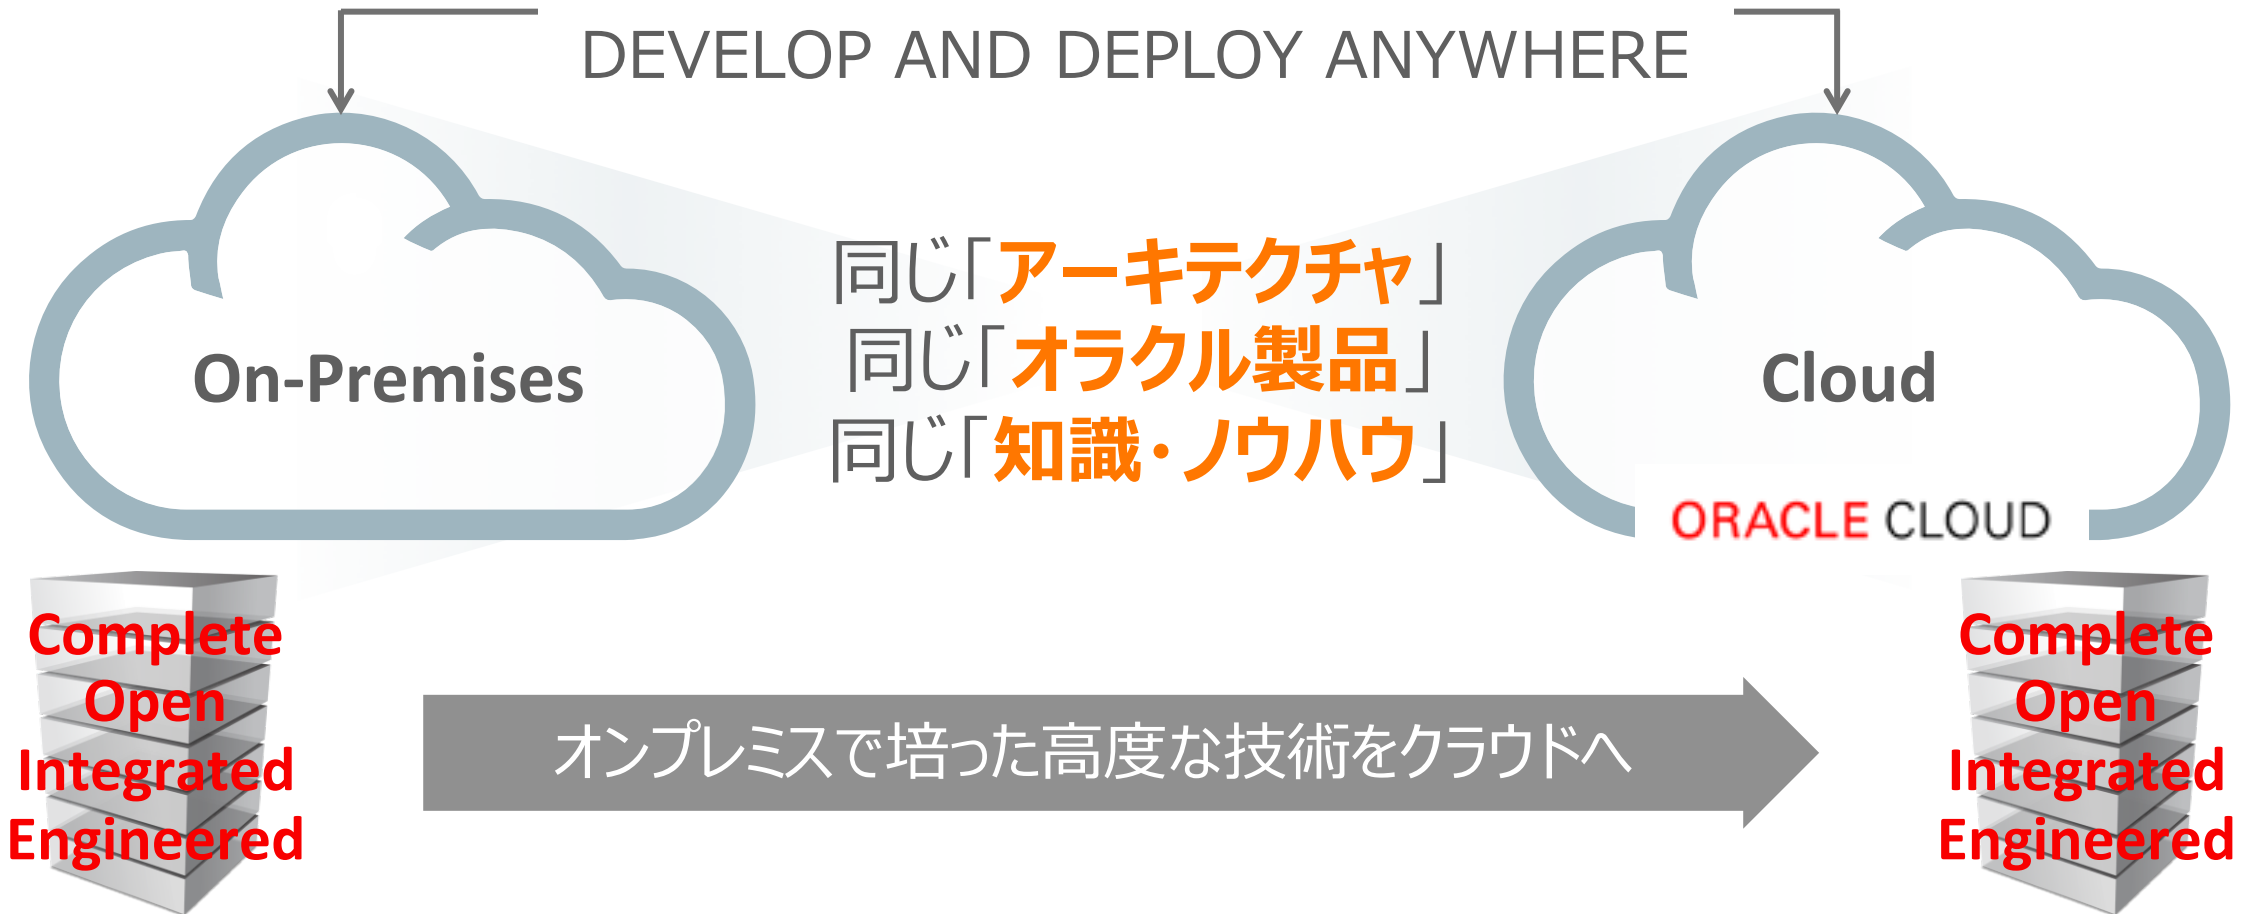 DEVELOP AND DEPLOY ANYWHERE
On-Premises
同じ「アーキテクチャ」
同じ「オラクル製品」
同じ「知識・ノウハウ」
Cloud
ORACLE CLOUD
Complete
Open
Integrated
Engineered
オンプレミスで培った高度な技術をクラウドへ
Complete
Open
Integrated
Engineered